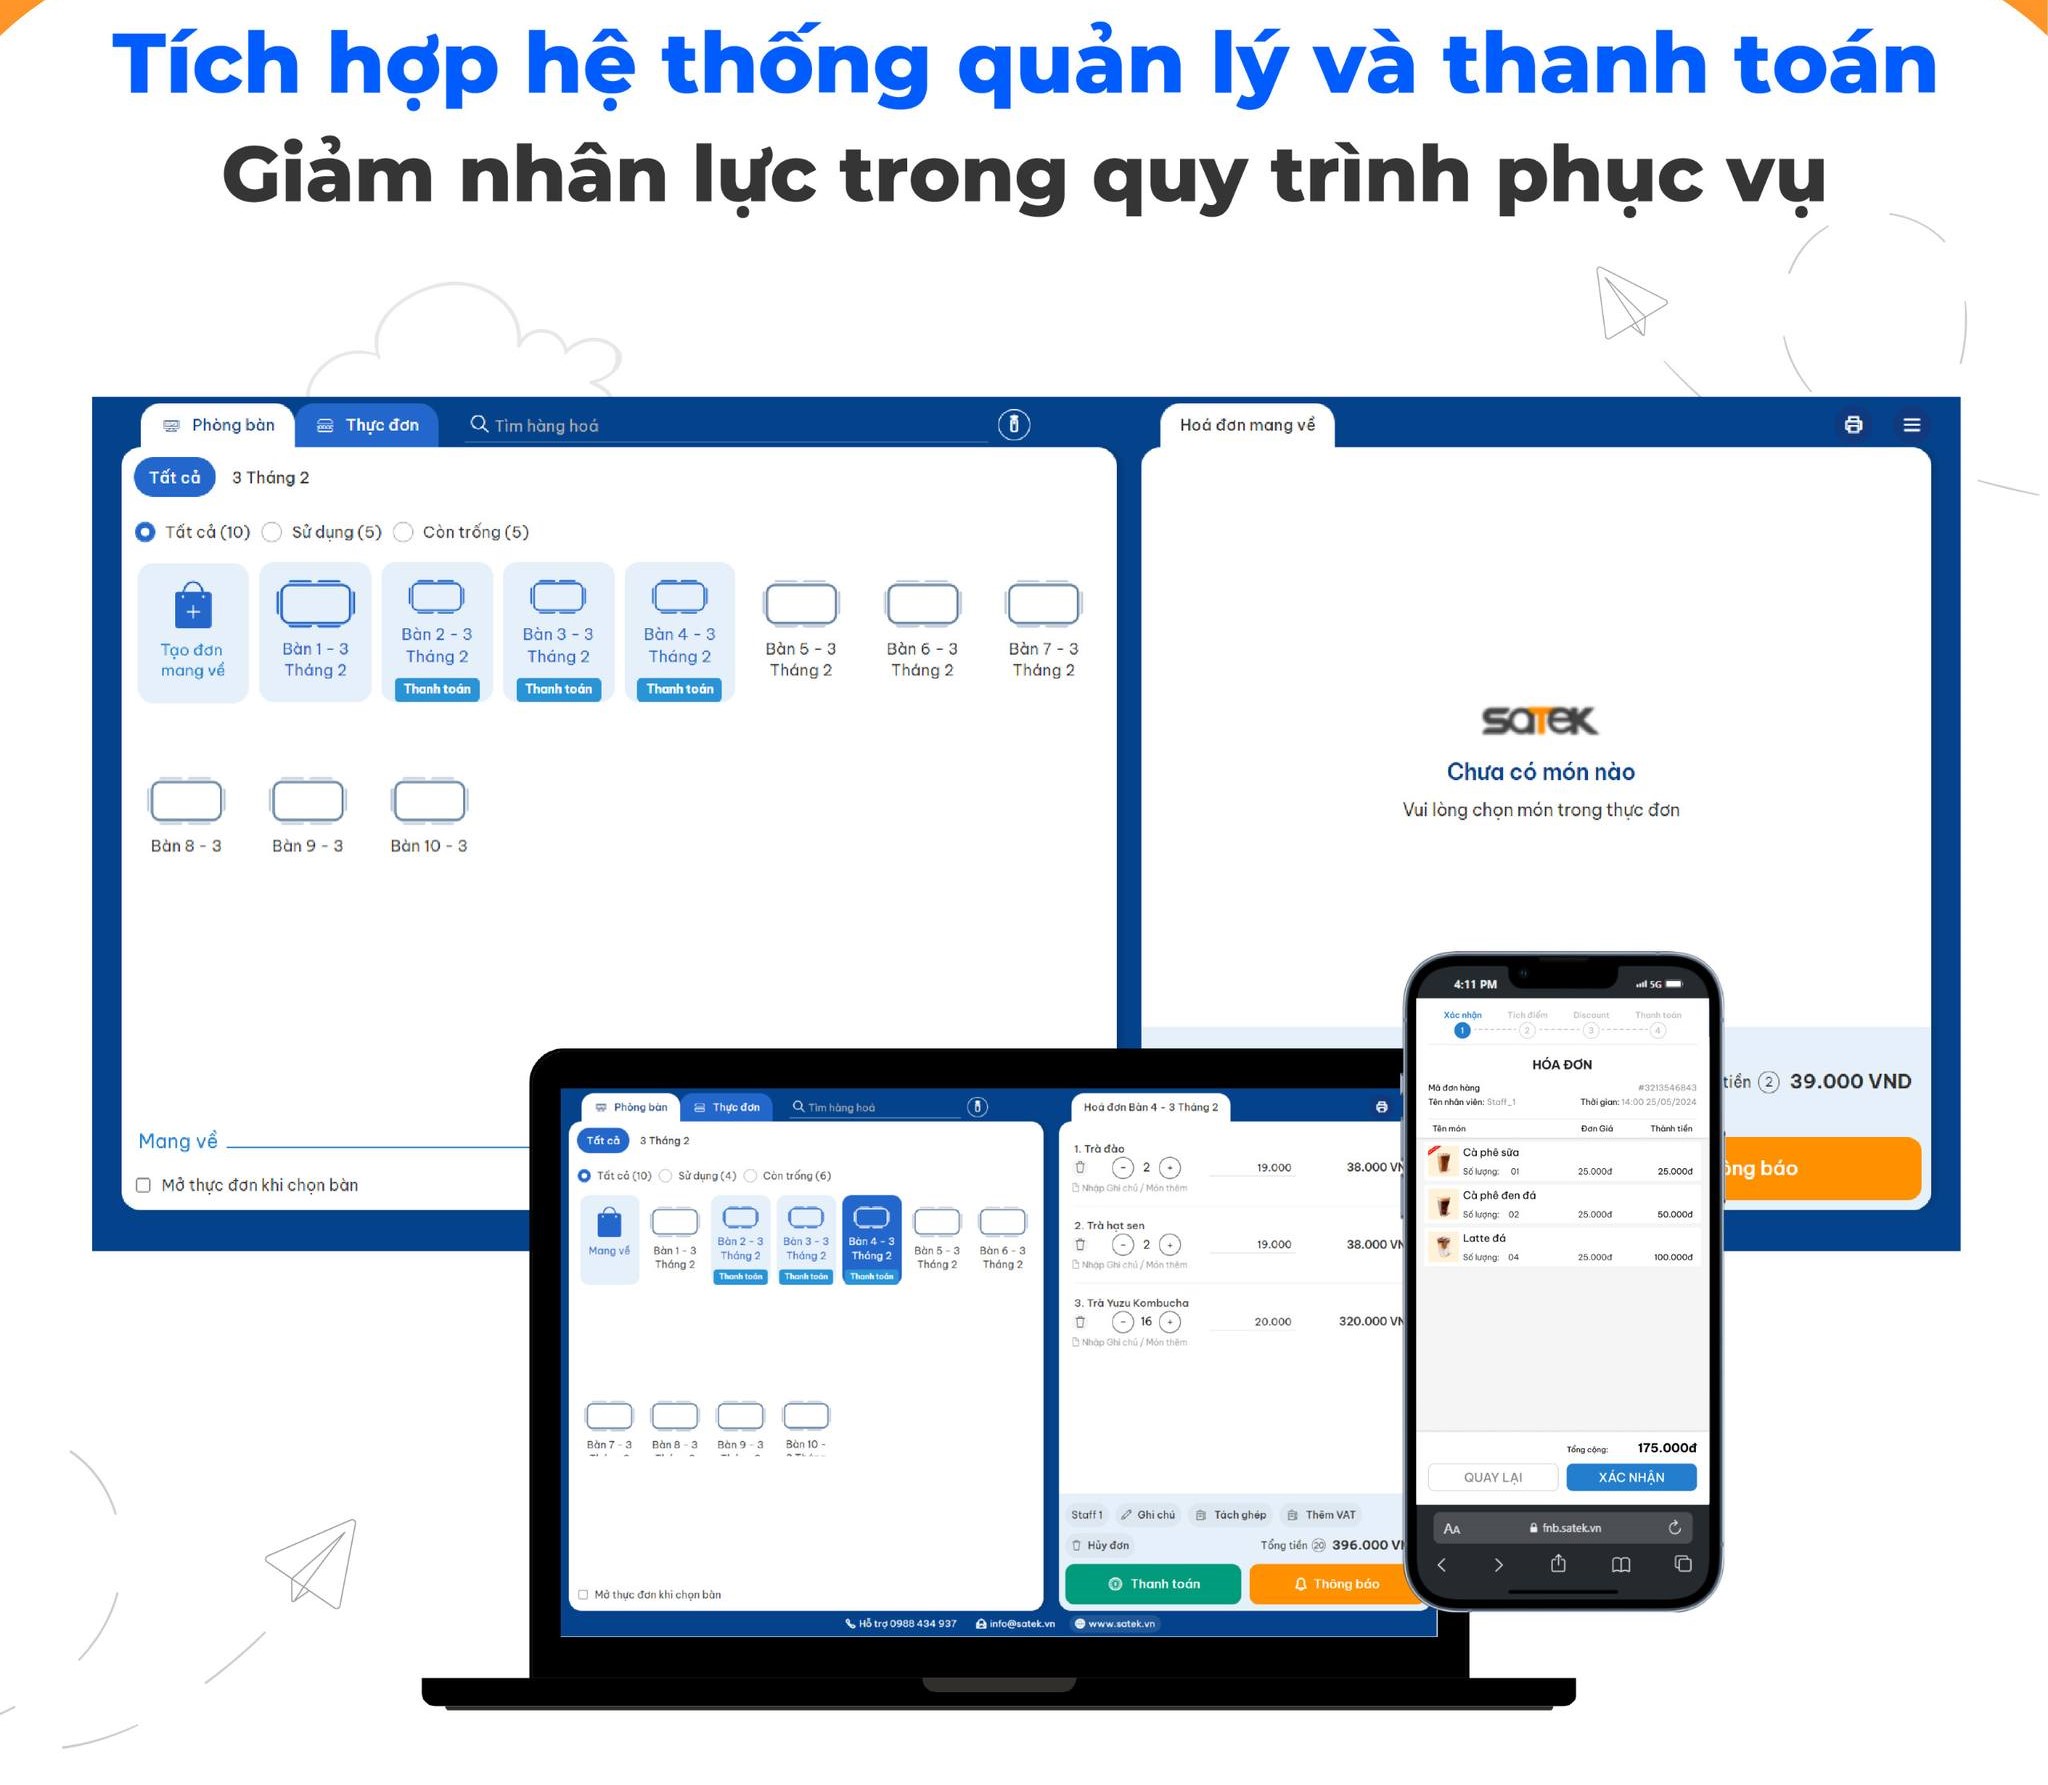 Tích hợp hệ thống quản lý và thanh toán
Giảm nhân lực trong quy trình phục vụ
Phòng bàn
Thực đơn
Tìm hàng hoá
Hoá đơn mang về
Tất cả
3 Tháng 2
Tất cả (10)
Sử dụng (5)
Còn trống (5)
Tạo đơn
mang về
Bàn 1 - 3
Tháng 2
Bàn 2 - 3
Tháng 2
Thanh toán
Bàn 3 - 3
Tháng 2
Thanh toán
Bàn 4 - 3
Tháng 2
Thanh toán
Bàn 5 - 3
Tháng 2
Bàn 6 - 3
Tháng 2
Bàn 7 - 3
Tháng 2
Bàn 8 - 3
Bàn 9 - 3
Bàn 10 - 3
saTek
Chưa có món nào
Vui lòng chọn món trong thực đơn
Mang về
Mở thực đơn khi chọn bàn
tiền 2 39.000 VND
báo
Phòng bàn
Thực đơn
Tìm hàng hoá
Hoá đơn Bàn 4 - 3 Tháng 2
Tất cả
3 Tháng 2
Tất cả (10)
Sử dụng (4)
Còn trống (6)
Mang về
Bàn 1 - 3
Tháng 2
Bàn 2 - 3
Tháng 2
Thanh toán
Bàn 3 - 3
Tháng 2
Thanh toán
Bàn 4 - 3
Tháng 2
Thanh toán
Bàn 5 - 3
Tháng 2
Bàn 6 - 3
Tháng 2
Bàn 7 - 3
Bàn 8 - 3
Bàn 9 - 3
Bàn 10 -
Mở thực đơn khi chọn bàn
1. Trà đào
- 2 + 19.000 38.000
Nhập Ghi chú / Món thêm
2. Trà hạt sen
- 2 + 19.000 38.000
Nhập Ghi chú / Món thêm
3. Trà Yuzu Kombucha
- 16 + 20.000 320.000
Nhập Ghi chú / Món thêm
Staff 1
Ghi chú
Tách ghép
Thêm VAT
Hủy đơn
Tổng tiền 20 396.000
Thanh toán
Thông báo
Hỗ trợ 0988 434 937
info@satek.vn
www.satek.vn
4:11 PM
5G
Xác nhận
Tích điểm
Discount
Thanh toán
1 2 3 4
HÓA ĐƠN
Mã đơn hàng #3213546843
Tên nhân viên: Staff_1 Thời gian: 14:00 25/05/2024
Tên món Đơn Giá Thành tiền
Cà phê sữa
Số lượng: 01 25.000đ 25.000đ
Cà phê đen đá
Số lượng: 02 25.000đ 50.000đ
Latte đá
Số lượng: 04 25.000đ 100.000đ
Tổng cộng: 175.000đ
QUAY LẠI
XÁC NHẬN
AA
fnb.satek.vn